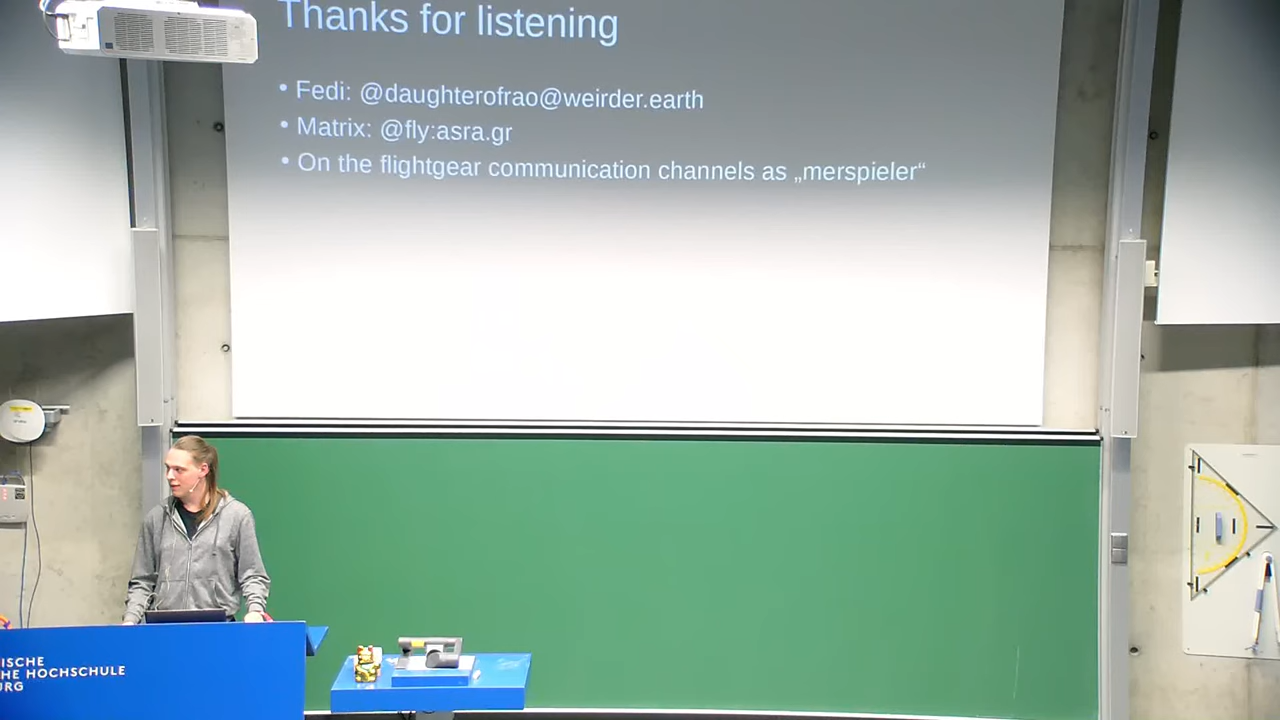 Thanks for listening
• Fedi: @daughterofrao@weirder.earth
• Matrix: @fly:asra.gr
• On the flightgear communication channels as „merspieler“
ISCHE
HE HOCHSCHULE
URG